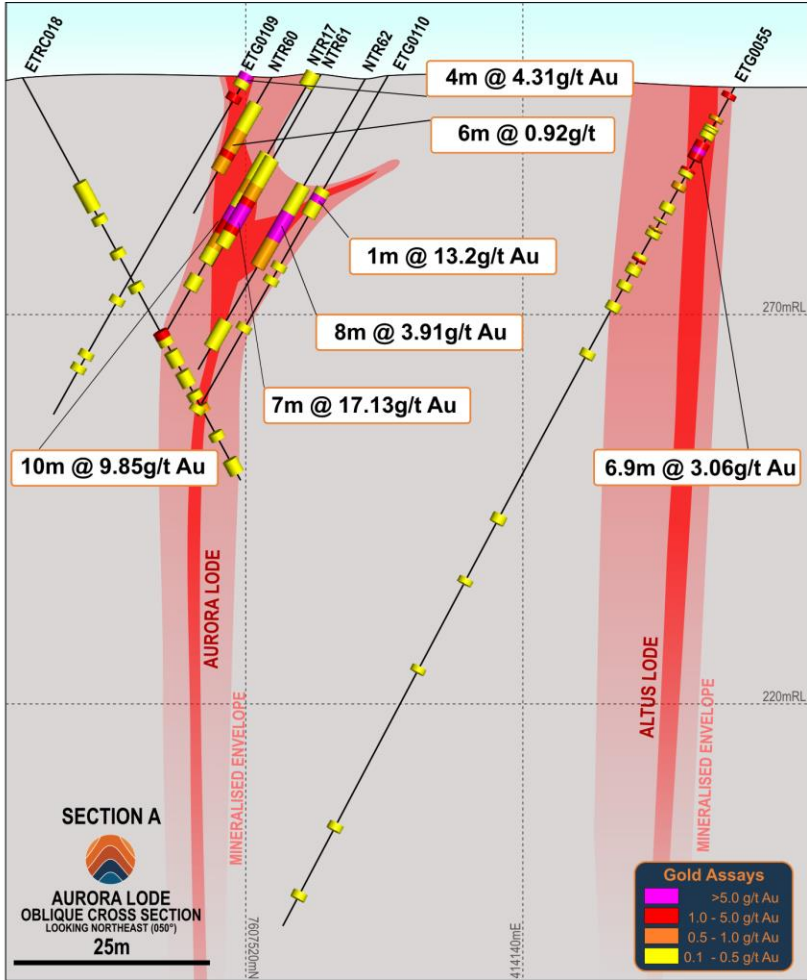 ETRC018
ETG0109
NTR60
NTR17
NTR61
NTR62
ETG0110
ETG0055
4m @ 4.31g/t Au
6m @ 0.92g/t
1m @ 13.2g/t Au
270mRL
8m @ 3.91g/t Au
7m @ 17.13g/t Au
10m @ 9.85g/t Au
6.9m @ 3.06g/t Au
AURORA LODE
MINERALISED ENVELOPE
ALTUS LODE
MINERALISED ENVELOPE
220mRL
SECTION A
AURORA LODE
OBLIQUE CROSS SECTION
LOOKING NORTHEAST (050°)
25m
7607520mN
414140mE
Gold Assays
>5.0 g/t Au
1.0 - 5.0 g/t Au
0.5 - 1.0 g/t Au
0.1 - 0.5 g/t Au